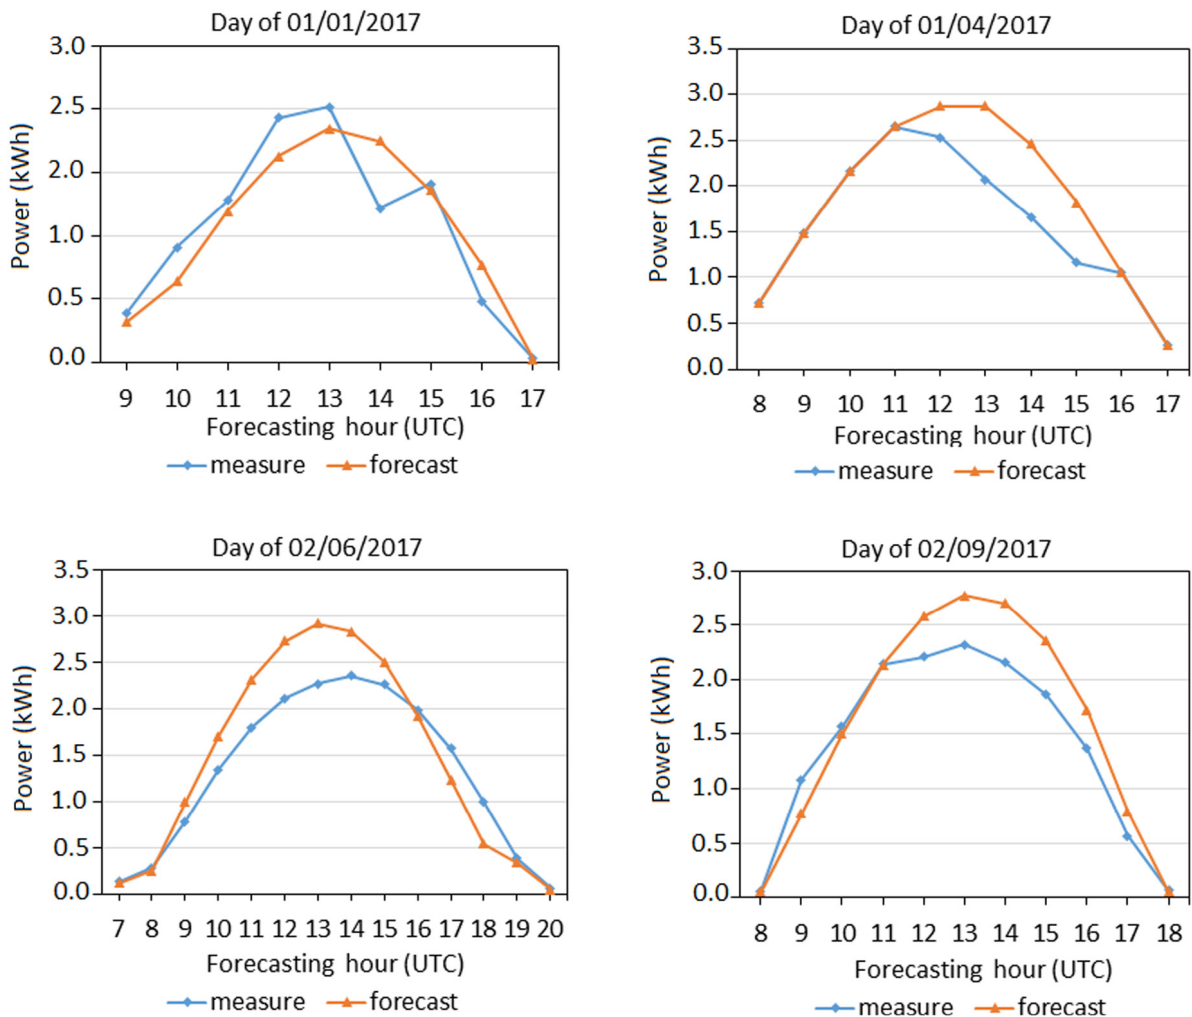 Day of 01/01/2017
3.0
2.5
2.0
1.0
0.5
0.0
Power (kWh)
9 10 11 12 13 14 15 16 17
Forecasting hour (UTC)
measure forecast
Day of 01/04/2017
3.5
3.0
2.5
2.0
1.5
1.0
0.5
0.0
Power (kWh)
8 9 10 11 12 13 14 15 16 17
Forecasting hour (UTC)
measure forecast
Day of 02/06/2017
3.5
3.0
2.5
2.0
1.5
1.0
0.5
0.0
Power (kWh)
7 8 9 10 11 12 13 14 15 16 17 18 19 20
Forecasting hour (UTC)
measure forecast
Day of 02/09/2017
3.0
2.5
2.0
1.5
1.0
0.5
0.0
Power (kWh)
8 9 10 11 12 13 14 15 16 17 18
Forecasting hour (UTC)
measure forecast